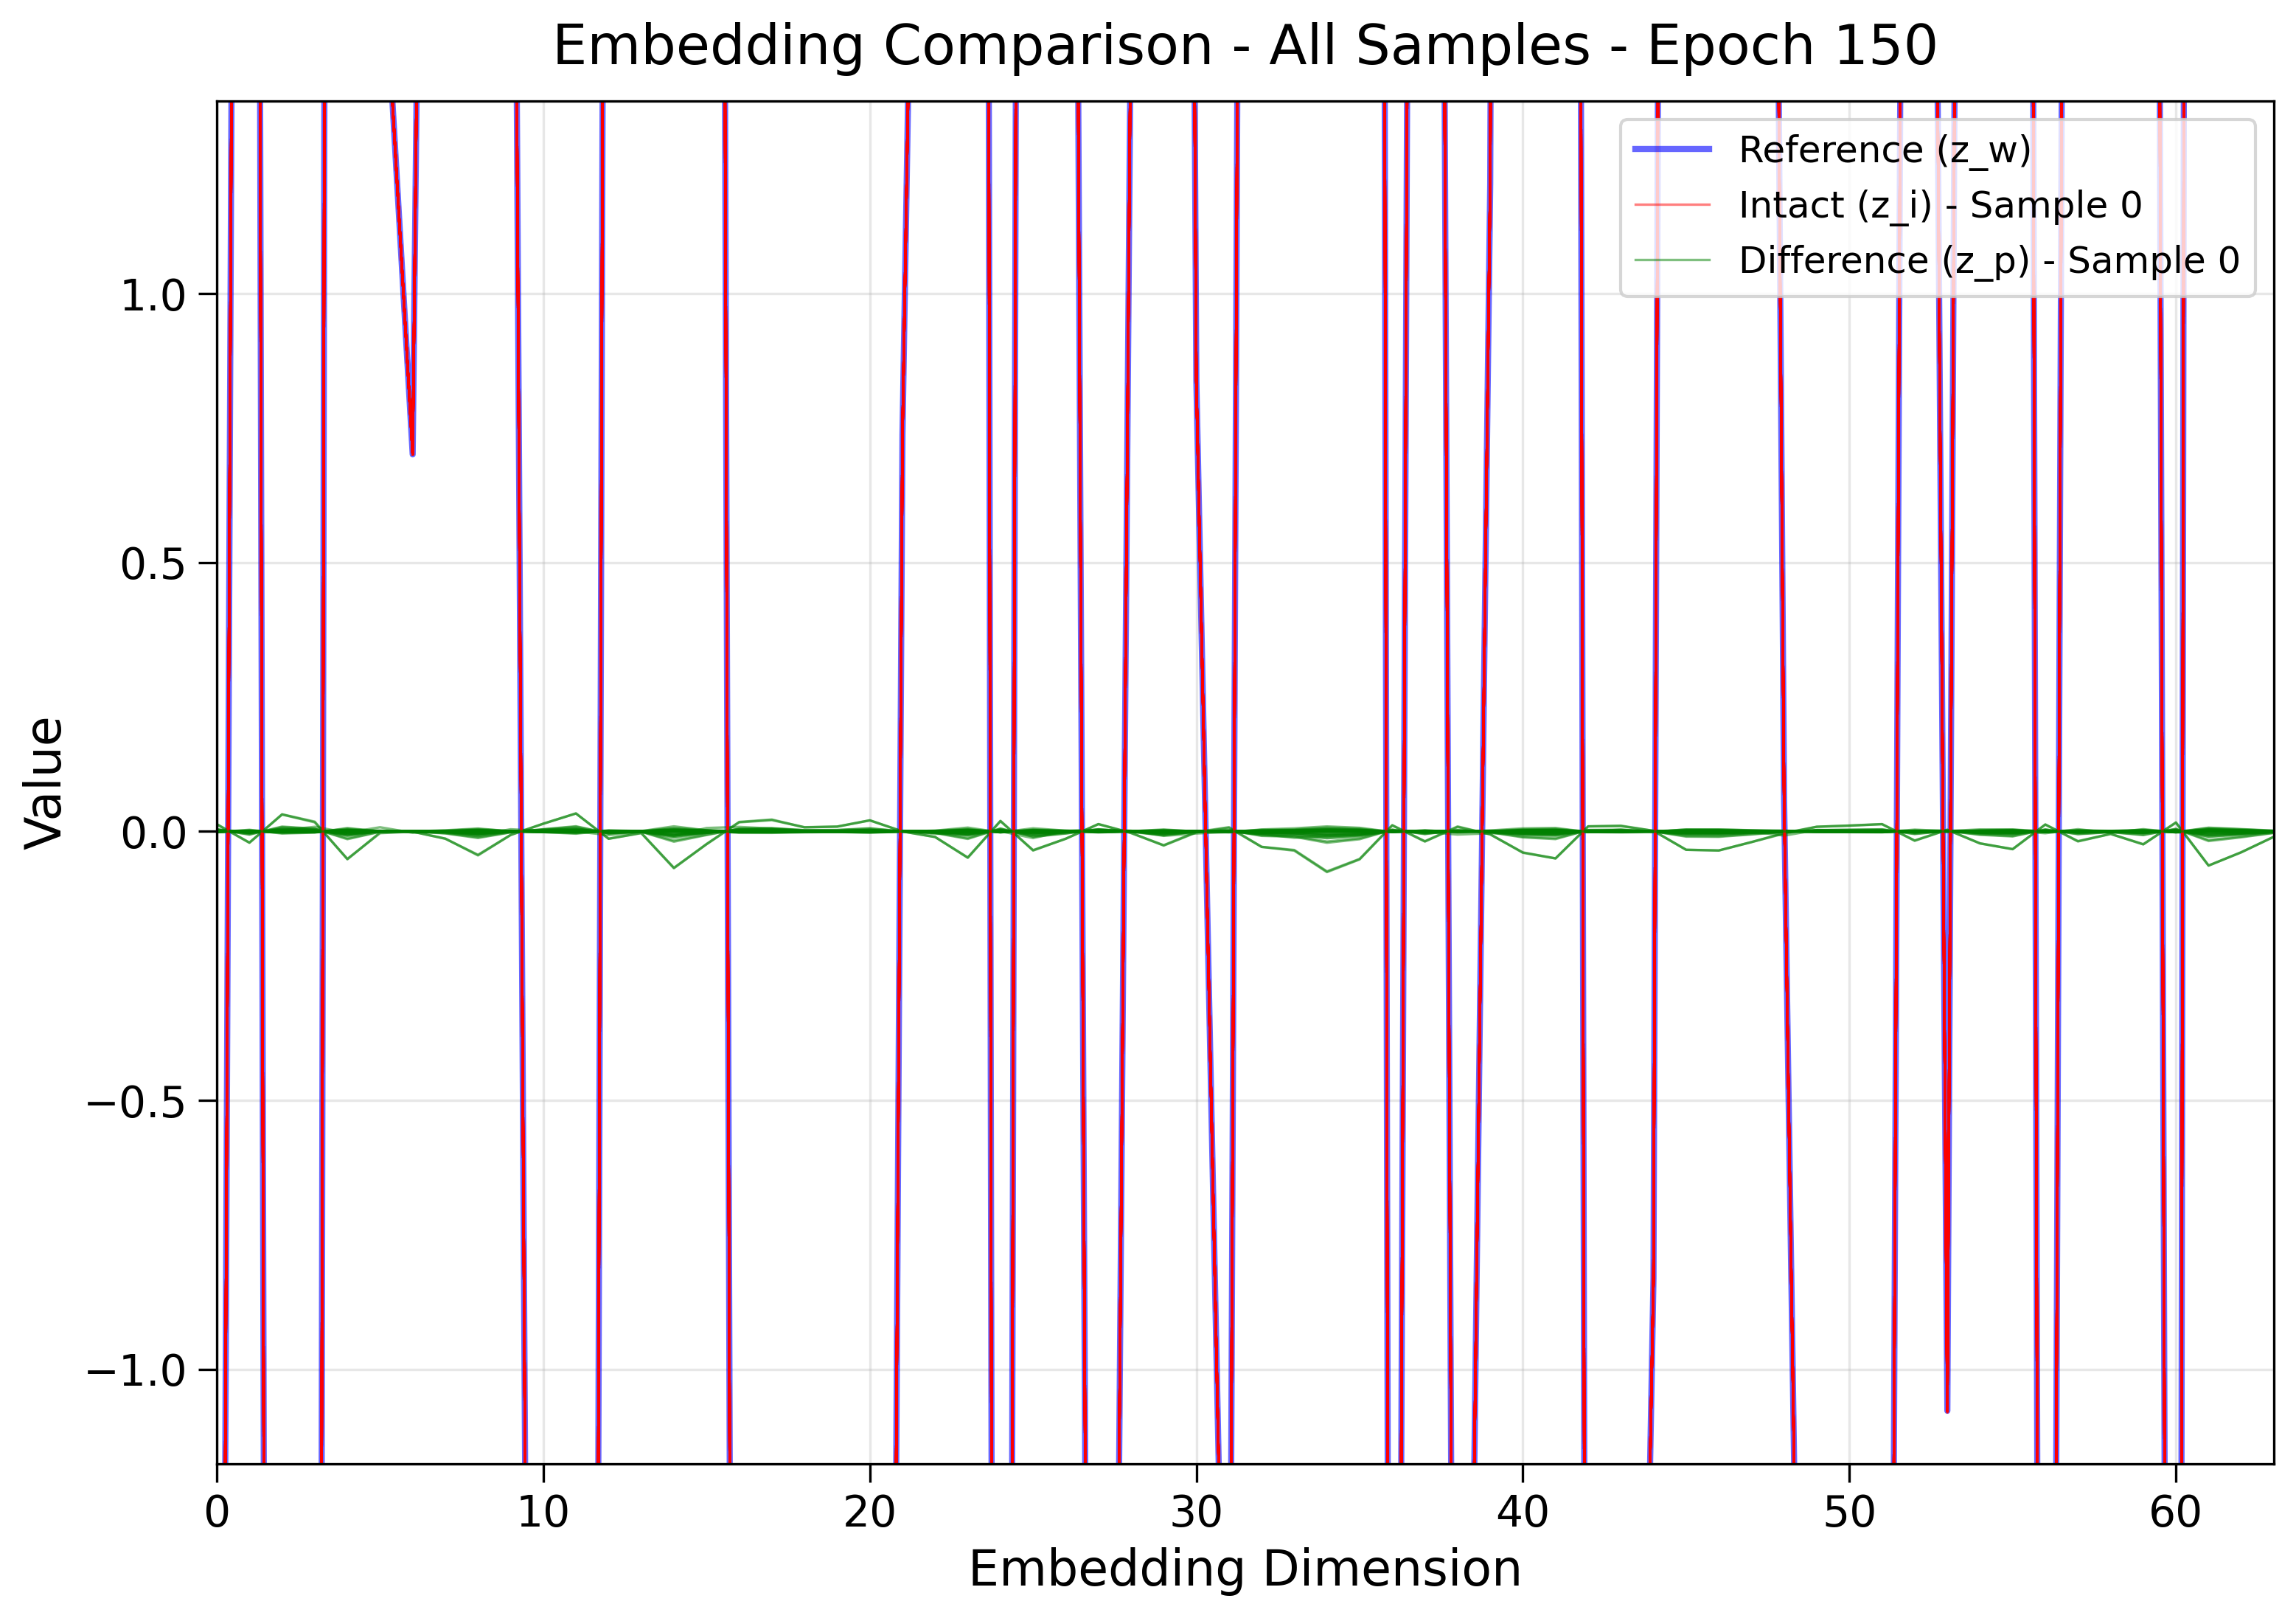 Embedding Comparison - All Samples - Epoch 150
Reference (z_w)
Intact (z_i) - Sample 0
Difference (z_p) - Sample 0
1.0
0.5
0.0
−0.5
−1.0
Value
0 10 20 30 40 50 60
Embedding Dimension